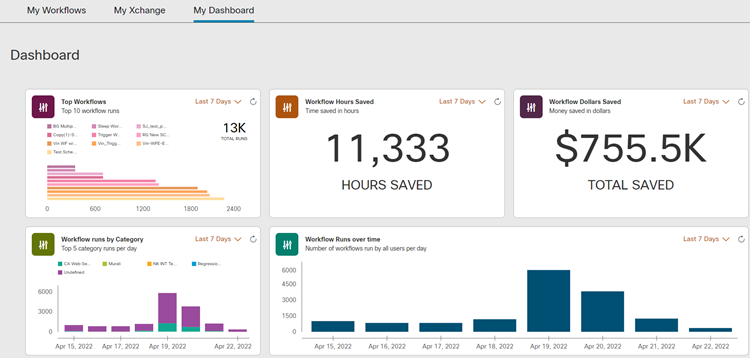 My Workflows My Xchange My Dashboard
Dashboard
Top Workflows
Top 10 workflow runs
Last 7 Days
BG Multip... Sleep Wor... SJ_test_p...
Copy(1)-S... Trigger W... RG New SC...
Vin WF wi... Vin_Trigg... Vin-WFE-E...
Test Sche...
13K
TOTAL RUNS
0 600 1200 1800 2400
Workflow Hours Saved
Time saved in hours
Last 7 Days
11,333
HOURS SAVED
Workflow Dollars Saved
Money saved in dollars
Last 7 Days
$755.5K
TOTAL SAVED
Workflow runs by Category
Top 5 category runs per day
Last 7 Days
CA Web-Se... Murali NK INT Te... Regressio...
Undefined
6000
3000
0
Apr 15, 2022 Apr 17, 2022 Apr 19, 2022 Apr 22, 2022
Workflow Runs over time
Number of workflows run by all users per day
Last 7 Days
6000
4500
3000
1500
0
Apr 15, 2022 Apr 16, 2022 Apr 17, 2022 Apr 18, 2022 Apr 19, 2022 Apr 20, 2022 Apr 21, 2022 Apr 22, 2022